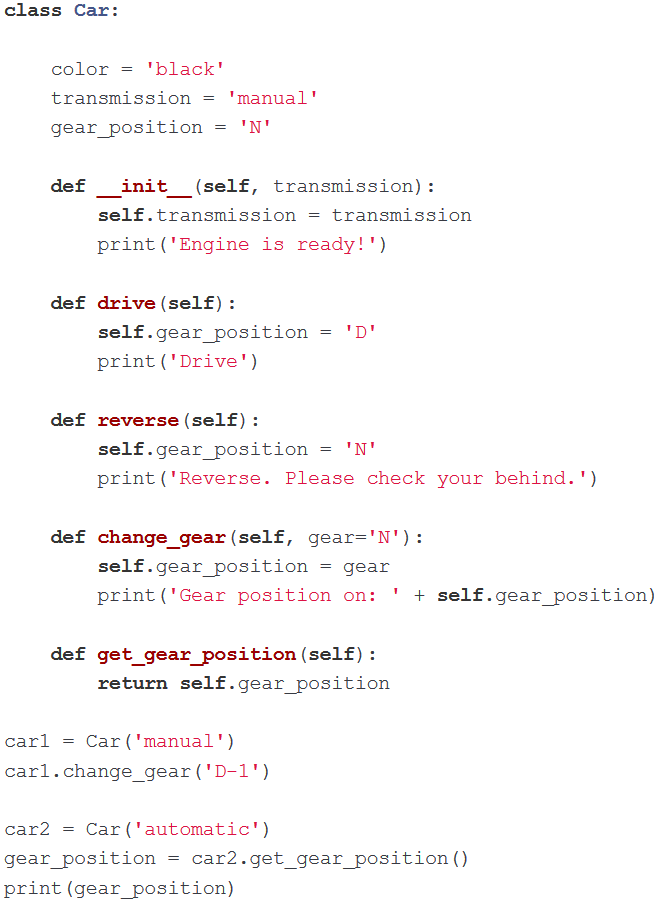 class Car:

    color = 'black'
    transmission = 'manual'
    gear_position = 'N'

    def __init__(self, transmission):
        self.transmission = transmission
        print('Engine is ready!')

    def drive(self):
        self.gear_position = 'D'
        print('Drive')

    def reverse(self):
        self.gear_position = 'N'
        print('Reverse. Please check your behind.')

    def change_gear(self, gear='N'):
        self.gear_position = gear
        print('Gear position on: ' + self.gear_position)

    def get_gear_position(self):
        return self.gear_position

car1 = Car('manual')
car1.change_gear('D-1')

car2 = Car('automatic')
gear_position = car2.get_gear_position()
print(gear_position)